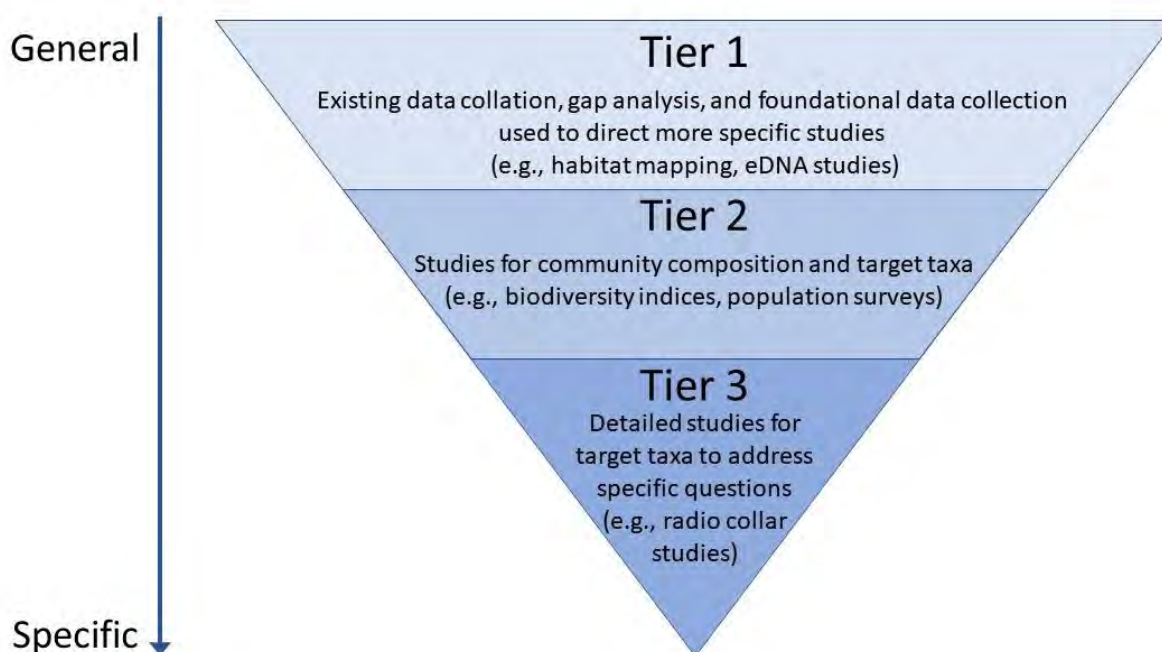 General
Tier 1
Existing data collation, gap analysis, and foundational data collection
used to direct more specific studies
(e.g., habitat mapping, eDNA studies)
Tier 2
Studies for community composition and target taxa
(e.g., biodiversity indices, population surveys)
Tier 3
Detailed studies for
target taxa to address
specific questions
(e.g., radio collar
studies)
Specific